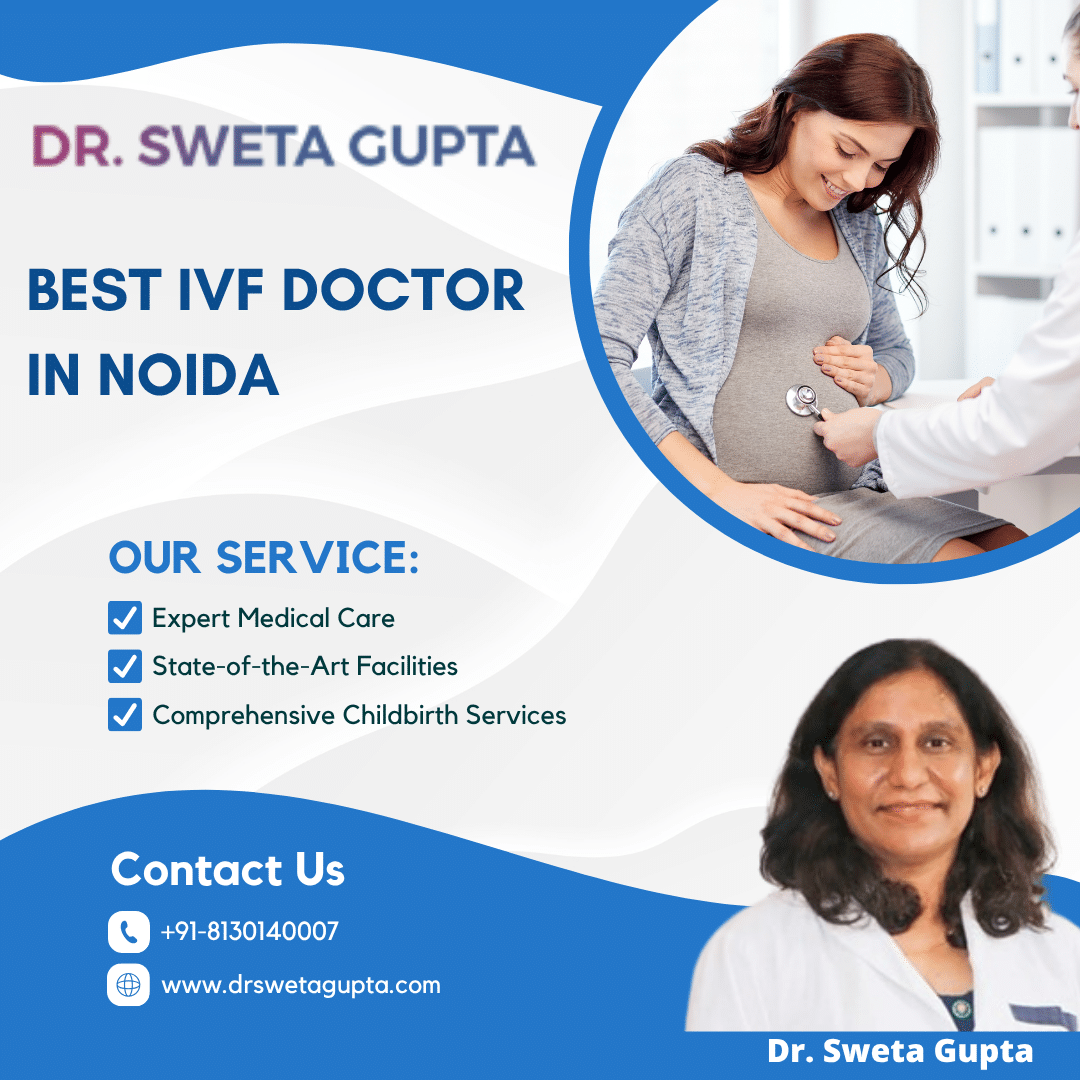 DR. SWETA GUPTA
BEST IVF DOCTOR
IN NOIDA
OUR SERVICE:
Expert Medical Care
State-of-the-Art Facilities
Comprehensive Childbirth Services
Contact Us
+91-8130140007
www.drswetagupta.com
Dr. Sweta Gupta